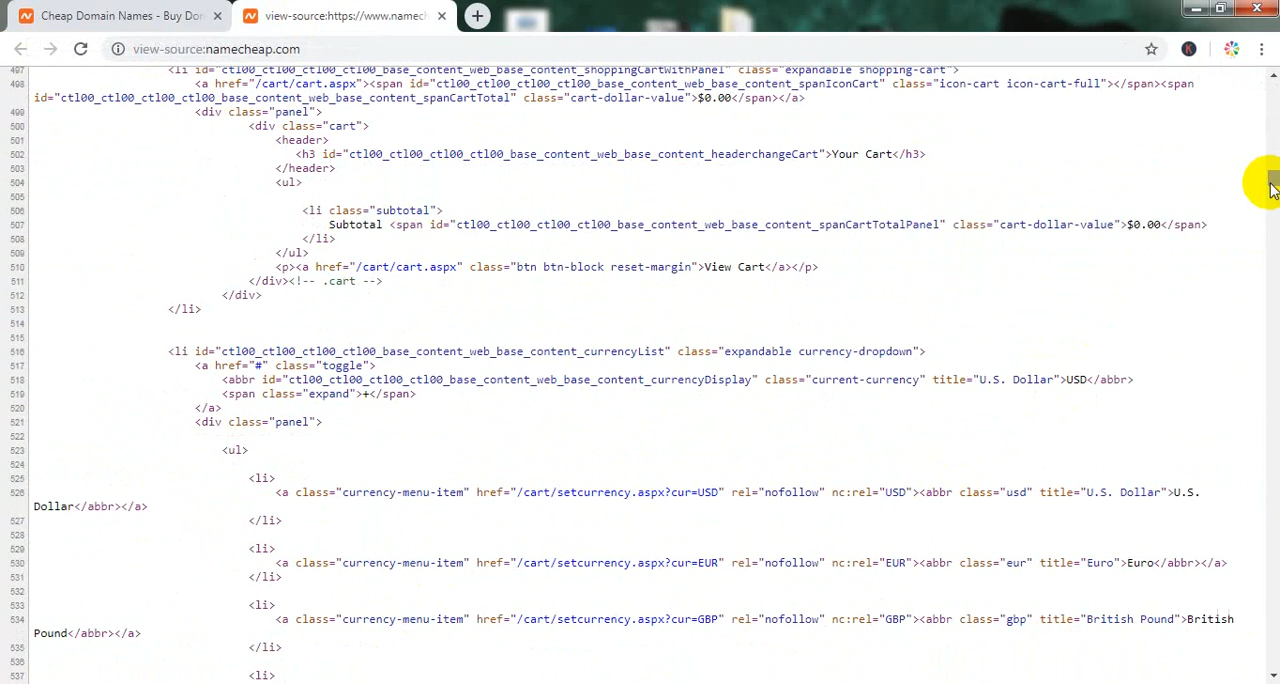 Cheap Domain Names - Buy Dom
view-source:https://www.namech
view-source:namecheap.com
K
497 <li id="ctl00_ctl00_ctl00_ctl00_base_content_web_base_content_shoppingCartWithPanel" class="expandable shopping-cart">
498 <a href="/cart/cart.aspx"><span id="ctl00_ctl00_ctl00_ctl00_base_content_web_base_content_spanIconCart" class="icon-cart icon-cart-full"></span><span
id="ctl00_ctl00_ctl00_ctl00_base_content_web_base_content_spanCartTotal" class="cart-dollar-value">$0.00</span></a>
499 <div class="panel">
500 <div class="cart">
501 <header>
502 <h3 id="ctl00_ctl00_ctl00_ctl00_base_content_web_base_content_headerchangeCart">Your Cart</h3>
503 </header>
504 <ul>
505
506 <li class="subtotal">
507 Subtotal <span id="ctl00_ctl00_ctl00_ctl00_base_content_web_base_content_spanCartTotalPanel" class="cart-dollar-value">$0.00</span>
508 </li>
509 </ul>
510 <p><a href="/cart/cart.aspx" class="btn btn-block reset-margin">View Cart</a></p>
511 </div><!-- .cart -->
512 </div>
513 </li>
514
515
516 <li id="ctl00_ctl00_ctl00_ctl00_base_content_web_base_content_currencyList" class="expandable currency-dropdown">
517 <a href="#" class="toggle">
518 <abbr id="ctl00_ctl00_ctl00_ctl00_base_content_web_base_content_currencyDisplay" class="current-currency" title="U.S. Dollar">USD</abbr>
519 <span class="expand">+</span>
520 </a>
521 <div class="panel">
522
523 <ul>
524
525 <li>
526 <a class="currency-menu-item" href="/cart/setcurrency.aspx?cur=USD" rel="nofollow" nc:rel="USD"><abbr class="usd" title="U.S. Dollar">U.S.
Dollar</abbr></a>
527 </li>
528
529 <li>
530 <a class="currency-menu-item" href="/cart/setcurrency.aspx?cur=EUR" rel="nofollow" nc:rel="EUR"><abbr class="eur" title="Euro">Euro</abbr></a>
531 </li>
532
533 <li>
534 <a class="currency-menu-item" href="/cart/setcurrency.aspx?cur=GBP" rel="nofollow" nc:rel="GBP"><abbr class="gbp" title="British Pound">British
Pound</abbr></a>
535 </li>
536
537 <li>